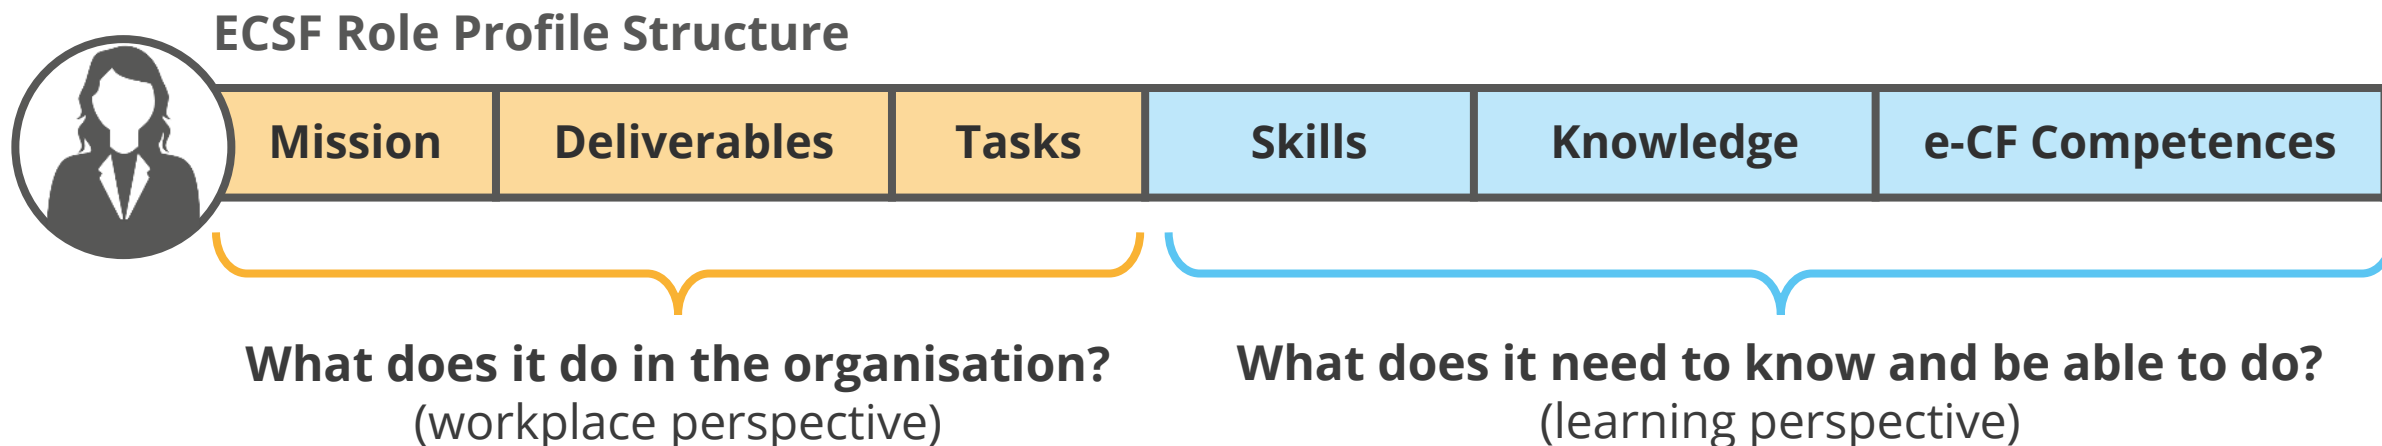 ECSF Role Profile Structure
Mission Deliverables Tasks Skills Knowledge e-CF Competences
What does it do in the organisation?
(workplace perspective)
What does it need to know and be able to do?
(learning perspective)